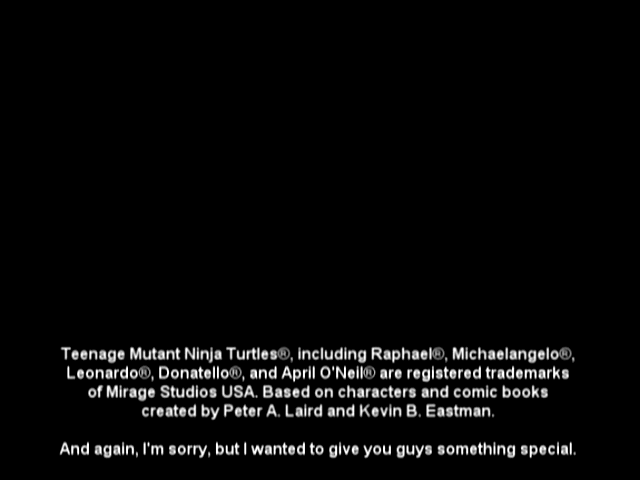 Teenage Mutant Ninja Turtles®, including Raphael®, Michaelangelo®,
Leonardo®, Donatello®, and April O'Neil® are registered trademarks
of Mirage Studios USA. Based on characters and comic books
created by Peter A. Laird and Kevin B. Eastman.
And again, I'm sorry, but I wanted to give you guys something special.